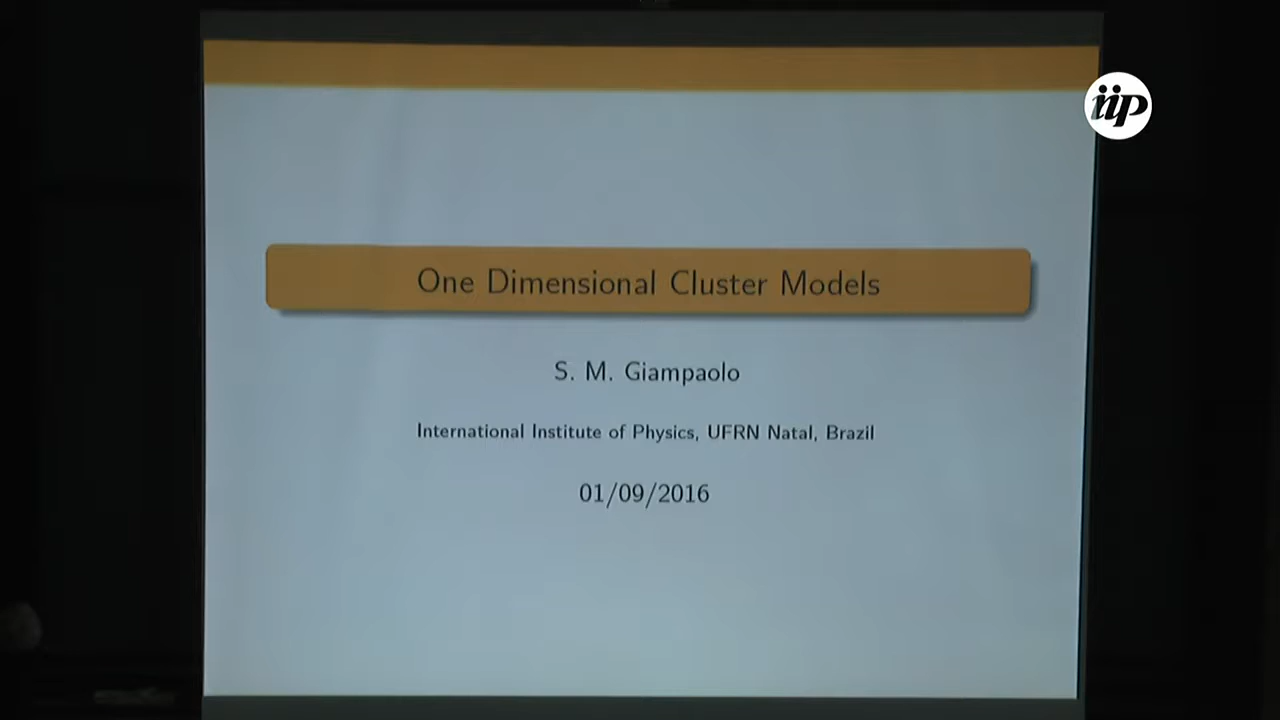 iip
One Dimensional Cluster Models
S. M. Giampaolo
International Institute of Physics, UFRN Natal, Brazil
01/09/2016